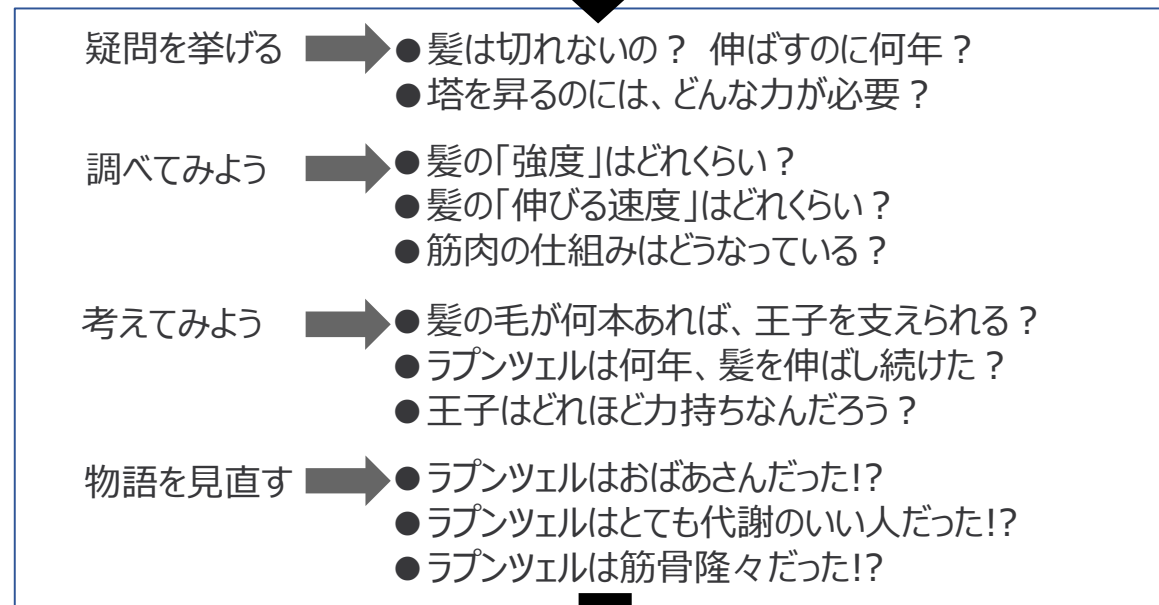 疑問を挙げる ● 髪は切れないの？ 伸ばすのに何年？
● 塔を昇るのには、どんな力が必要？
調べてみよう ● 髪の「強度」はどれくらい？
● 髪の「伸びる速度」はどれくらい？
● 筋肉の仕組みはどうなっている？
考えてみよう ● 髪の毛が何本あれば、王子を支えられる？
● ラプンツェルは何年、髪を伸ばし続けた？
● 王子はどれほど力持ちなんだろう？
物語を見直す ● ラプンツェルはおばあさんだった!?
● ラプンツェルはとても代謝のいい人だった!?
● ラプンツェルは筋骨隆々だった!?